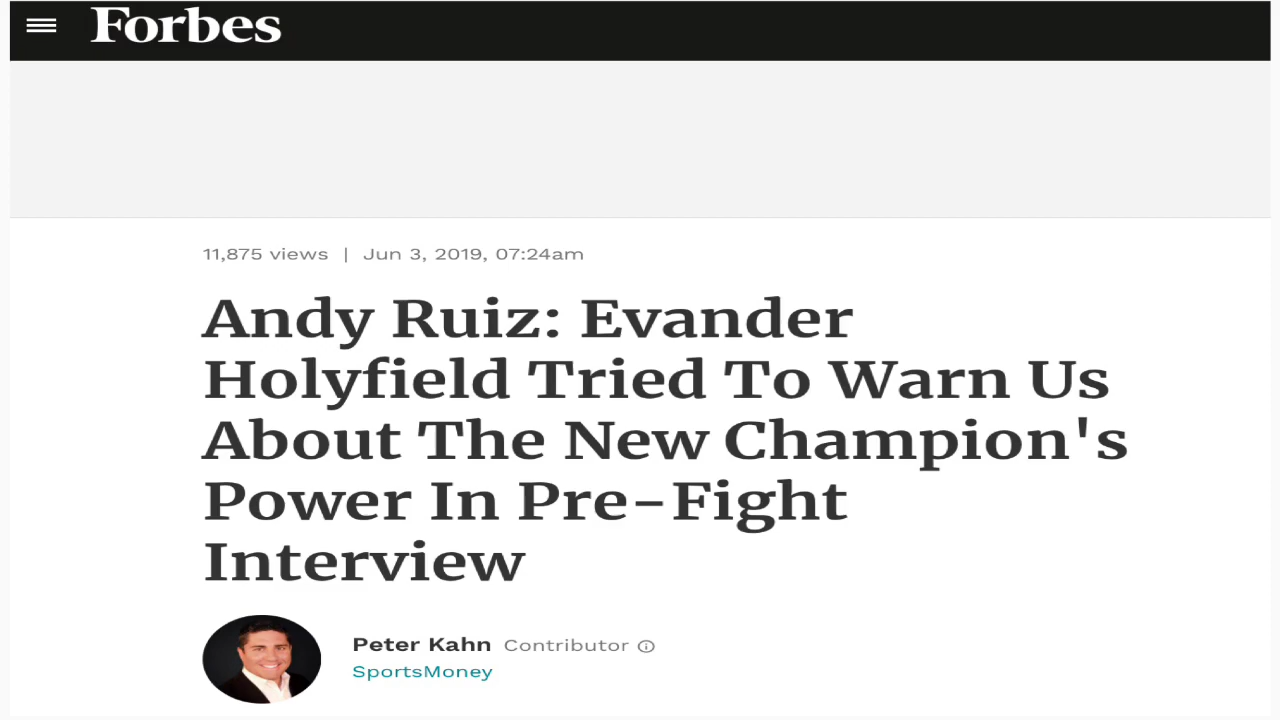 Forbes
11,875 views | Jun 3, 2019, 07:24am
Andy Ruiz: Evander
Holyfield Tried To Warn Us
About The New Champion's
Power In Pre-Fight
Interview
Peter Kahn Contributor
SportsMoney